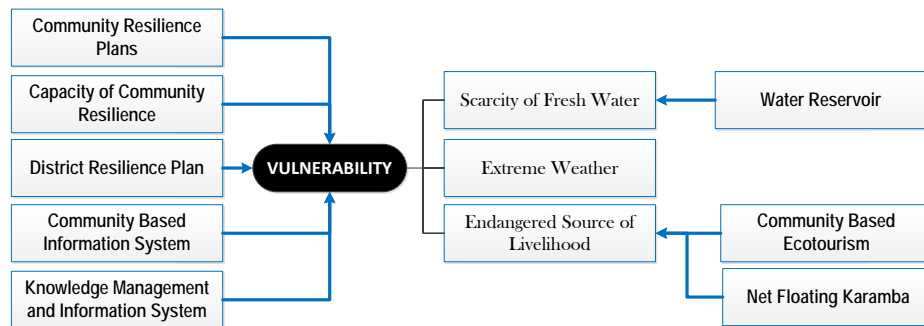 Community Resilience
Plans
Capacity of Community
Resilience
District Resilience Plan
Community Based
Information System
Knowledge Management
and Information System
VULNERABILITY
Scarcity of Fresh Water
Extreme Weather
Endangered Source of
Livelihood
Water Reservoir
Community Based
Ecotourism
Net Floating Karamba